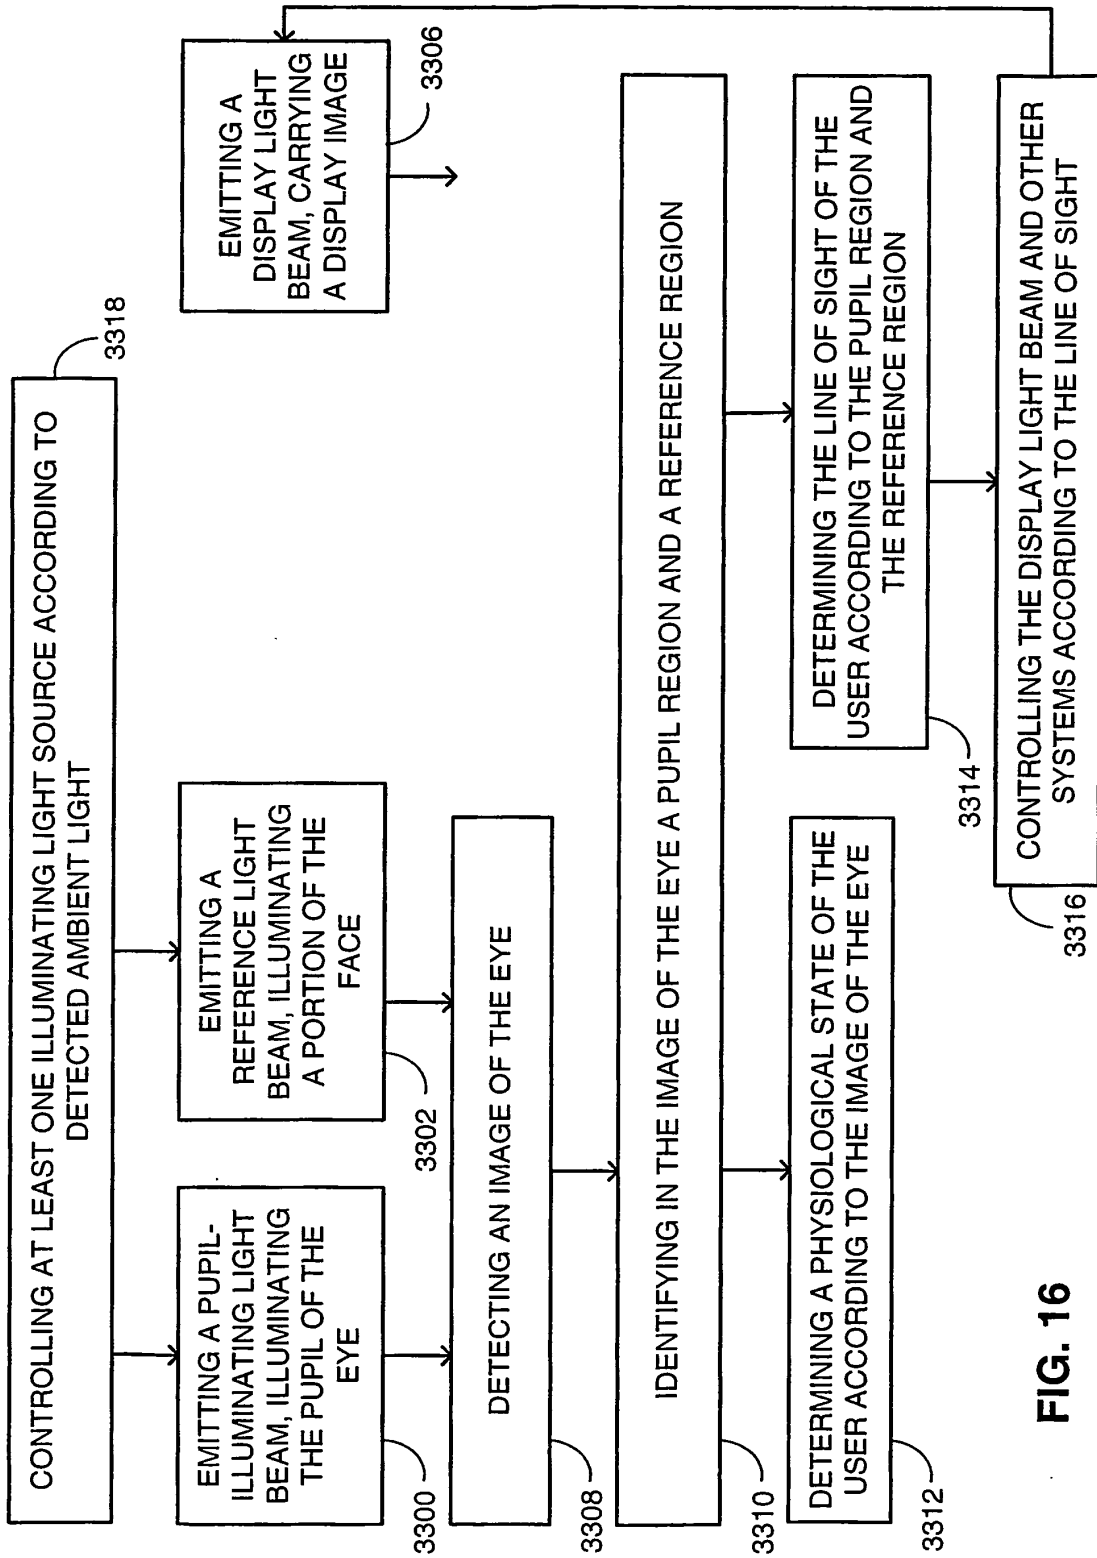 CONTROLLING AT LEAST ONE ILLUMINATING LIGHT SOURCE ACCORDING TO
DETECTED AMBIENT LIGHT
3318
EMITTING A PUPIL-
ILLUMINATING LIGHT
BEAM, ILLUMINATING
THE PUPIL OF THE
EYE
3300
EMITTING A
REFERENCE LIGHT
BEAM, ILLUMINATING
A PORTION OF THE
FACE
3302
EMITTING A
DISPLAY LIGHT
BEAM, CARRYING
A DISPLAY IMAGE
3306
DETECTING AN IMAGE OF THE EYE
3308
IDENTIFYING IN THE IMAGE OF THE EYE A PUPIL REGION AND A REFERENCE REGION
3310
DETERMINING A PHYSIOLOGICAL STATE OF THE
USER ACCORDING TO THE IMAGE OF THE EYE
3312
DETERMINING THE LINE OF SIGHT OF THE
USER ACCORDING TO THE PUPIL REGION AND
THE REFERENCE REGION
3314
CONTROLLING THE DISPLAY LIGHT BEAM AND OTHER
SYSTEMS ACCORDING TO THE LINE OF SIGHT
3316
FIG. 16